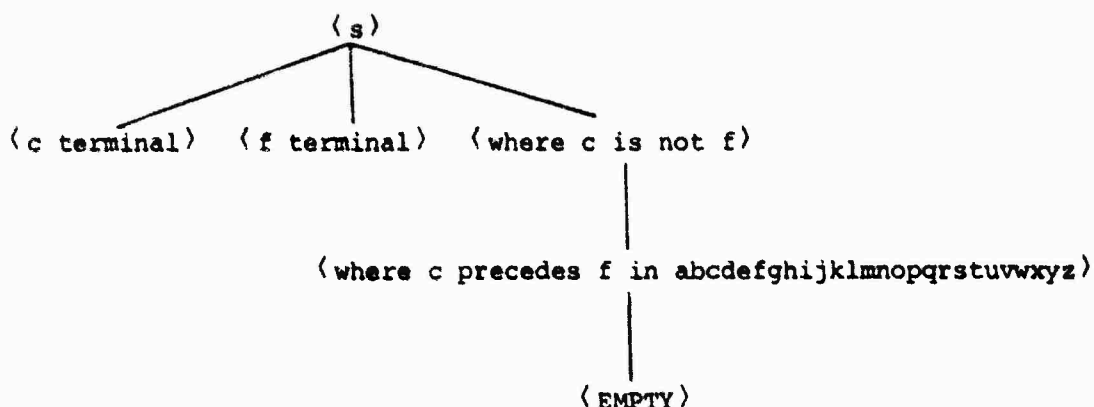 ⟨s⟩
⟨c terminal⟩ ⟨f terminal⟩ ⟨where c is not f⟩
⟨where c precedes f in abcdefghijklmnopqrstuvwxyz⟩
⟨EMPTY⟩